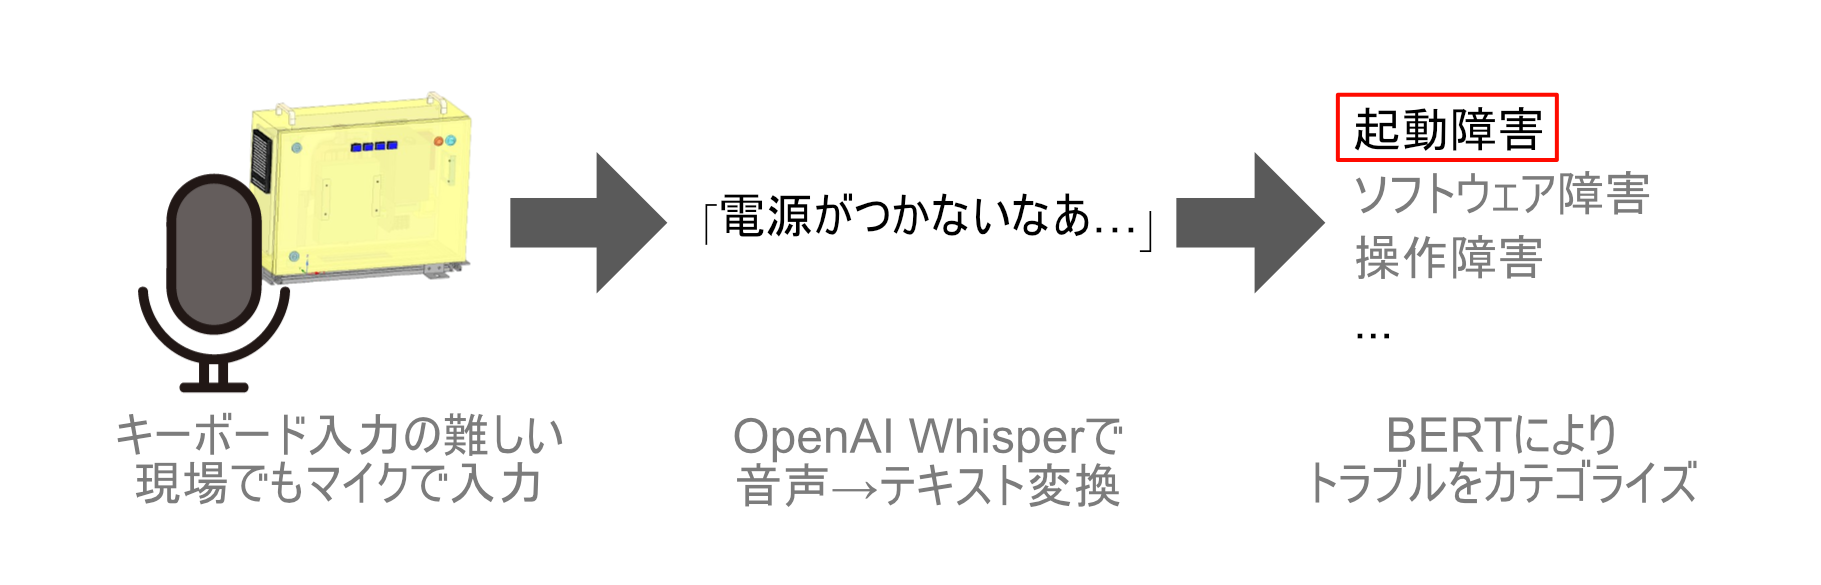 「電源がつかないなあ…」
起動障害
ソフトウェア障害
操作障害
…
キーボード入力の難しい
現場でもマイクで入力
OpenAI Whisperで
音声→テキスト変換
BERTにより
トラブルをカテゴライズ